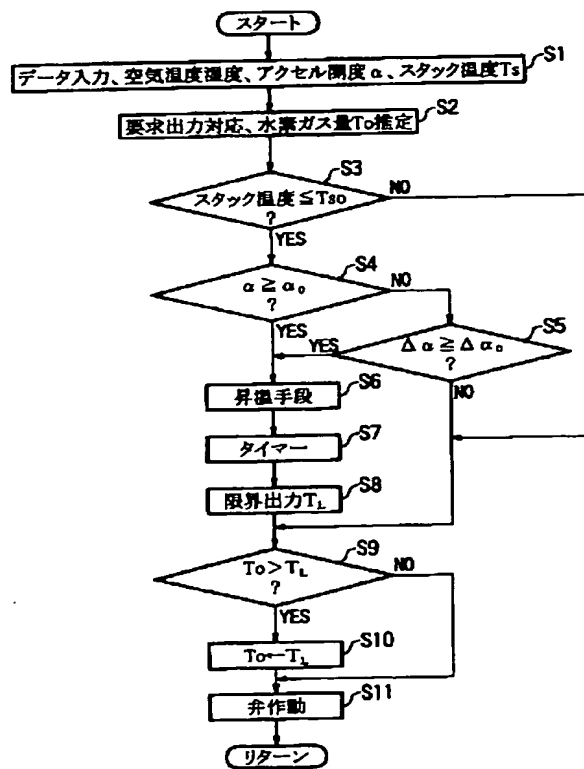 スタート
S1
データ入力、空気温度湿度、アクセル開度α、スタック温度Ts
S2
要求出力対応、水素ガス量To推定
S3
スタック温度≦Tso
?
NO
YES
S4
α≧α₀
?
NO
YES
S5
Δα≧Δα₀
?
YES
NO
S6
昇温手段
S7
タイマー
S8
限界出力TL
S9
To>TL
?
NO
YES
S10
To←TL
S11
非作動
リターン